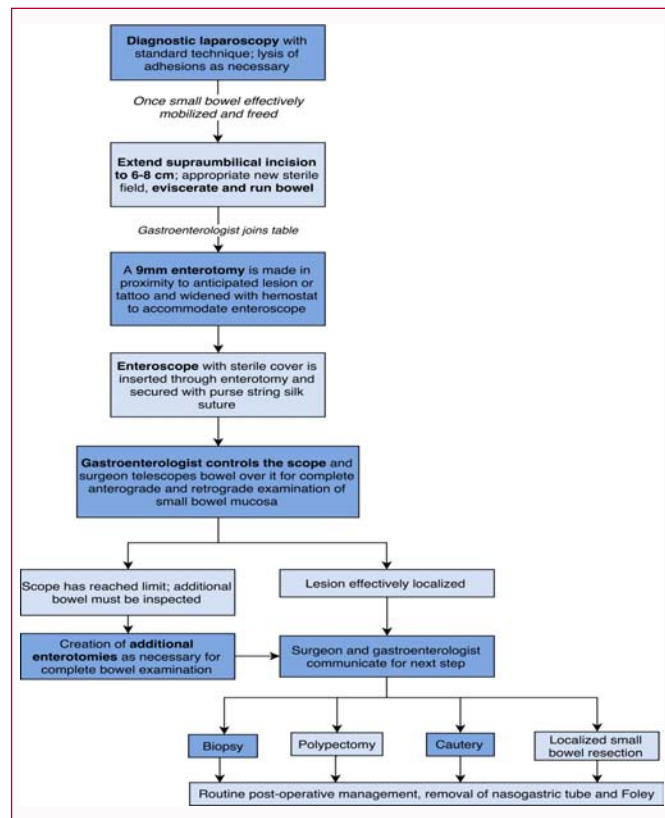 Diagnostic laparoscopy with
standard technique; lysis of
adhesions as necessary
Once small bowel effectively
mobilized and freed
Extend supraumbilical incision
to 6-8 cm; appropriate new sterile
field, eviscerate and run bowel
Gastroenterologist joins table
A 9mm enterotomy is made in
proximity to anticipated lesion or
tattoo and widened with hemostat
to accommodate enteroscope
Enteroscope with sterile cover is
inserted through enterotomy and
secured with purse string silk
suture
Gastroenterologist controls the scope and
surgeon telescopes bowel over it for complete
anterograde and retrograde examination of
small bowel mucosa
Scope has reached limit; additional
bowel must be inspected
Lesion effectively localized
Creation of additional
enterotomies as necessary for
complete bowel examination
Surgeon and gastroenterologist
communicate for next step
Biopsy
Polypectomy
Cautery
Localized small
bowel resection
Routine post-operative management, removal of nasogastric tube and Foley